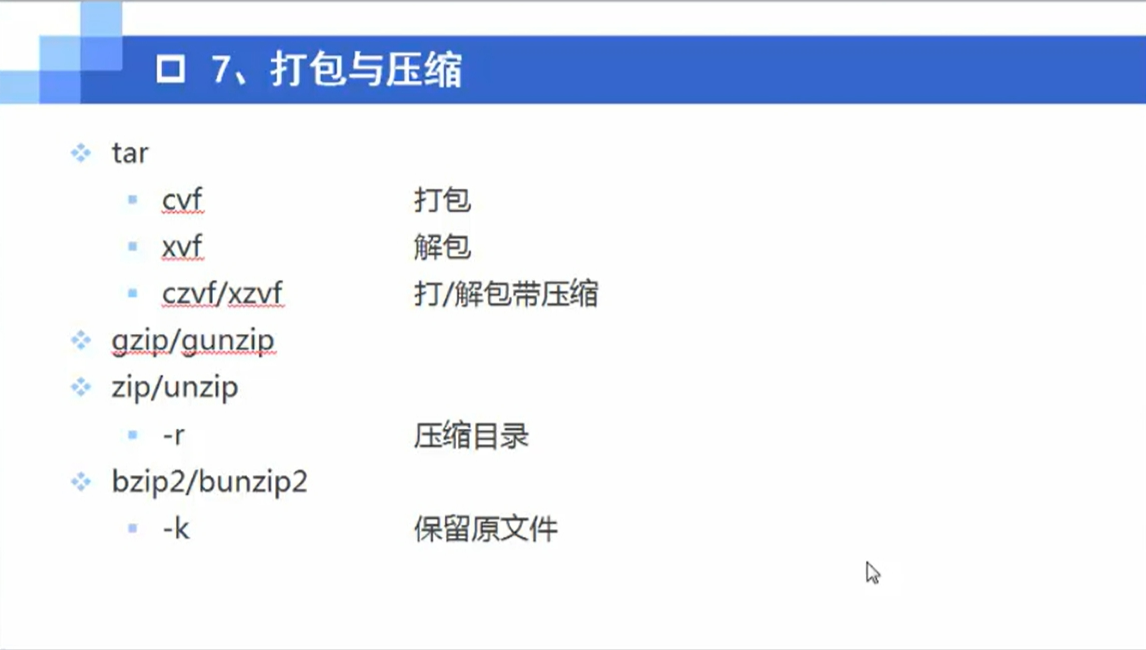 7、打包与压缩
tar
cvf 打包
xvf 解包
czvf/xzvf 打/解包带压缩
gzip/gunzip
zip/unzip
-r 压缩目录
bzip2/bunzip2
-k 保留原文件